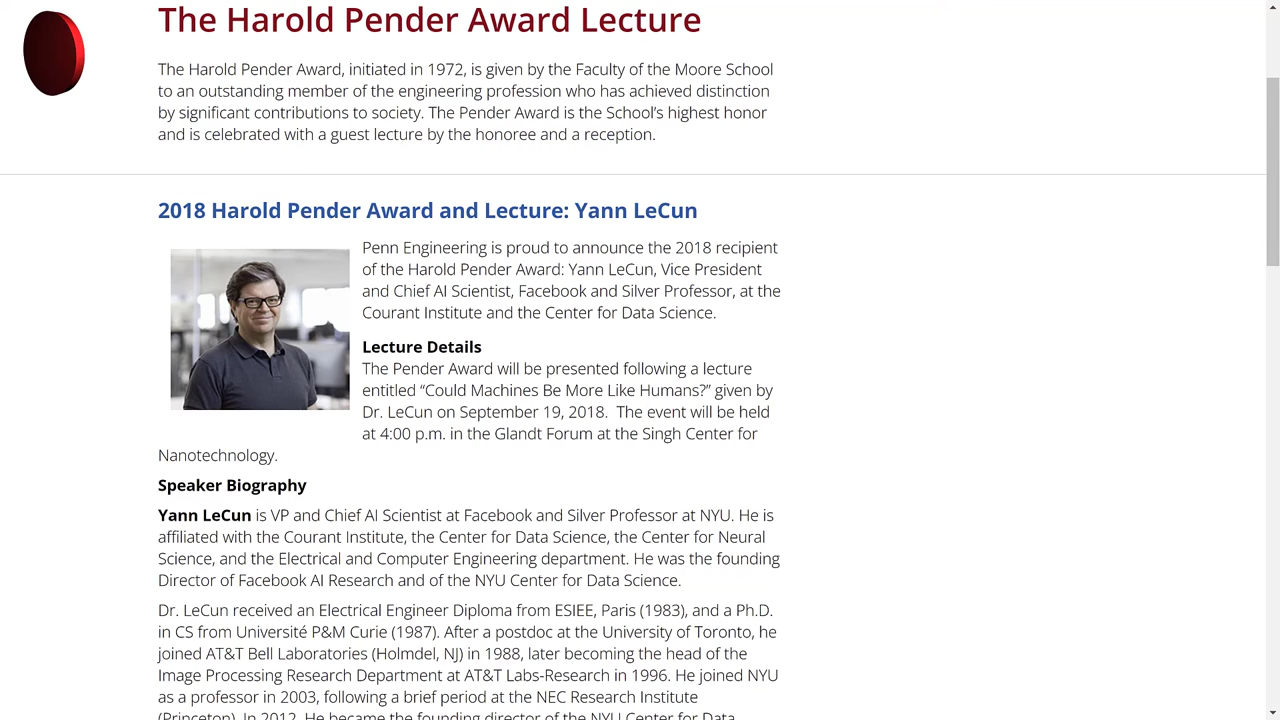 The Harold Pender Award Lecture
The Harold Pender Award, initiated in 1972, is given by the Faculty of the Moore School
to an outstanding member of the engineering profession who has achieved distinction
by significant contributions to society. The Pender Award is the School’s highest honor
and is celebrated with a guest lecture by the honoree and a reception.
2018 Harold Pender Award and Lecture: Yann LeCun
Penn Engineering is proud to announce the 2018 recipient
of the Harold Pender Award: Yann LeCun, Vice President
and Chief AI Scientist, Facebook and Silver Professor, at the
Courant Institute and the Center for Data Science.
Lecture Details
The Pender Award will be presented following a lecture
entitled “Could Machines Be More Like Humans?” given by
Dr. LeCun on September 19, 2018.  The event will be held
at 4:00 p.m. in the Glandt Forum at the Singh Center for
Nanotechnology.
Speaker Biography
Yann LeCun is VP and Chief AI Scientist at Facebook and Silver Professor at NYU. He is
affiliated with the Courant Institute, the Center for Data Science, the Center for Neural
Science, and the Electrical and Computer Engineering department. He was the founding
Director of Facebook AI Research and of the NYU Center for Data Science.
Dr. LeCun received an Electrical Engineer Diploma from ESIEE, Paris (1983), and a Ph.D.
in CS from Université P&M Curie (1987). After a postdoc at the University of Toronto, he
joined AT&T Bell Laboratories (Holmdel, NJ) in 1988, later becoming the head of the
Image Processing Research Department at AT&T Labs-Research in 1996. He joined NYU
as a professor in 2003, following a brief period at the NEC Research Institute
(Princeton). In 2012, He became the founding director of the NYU Center for Data